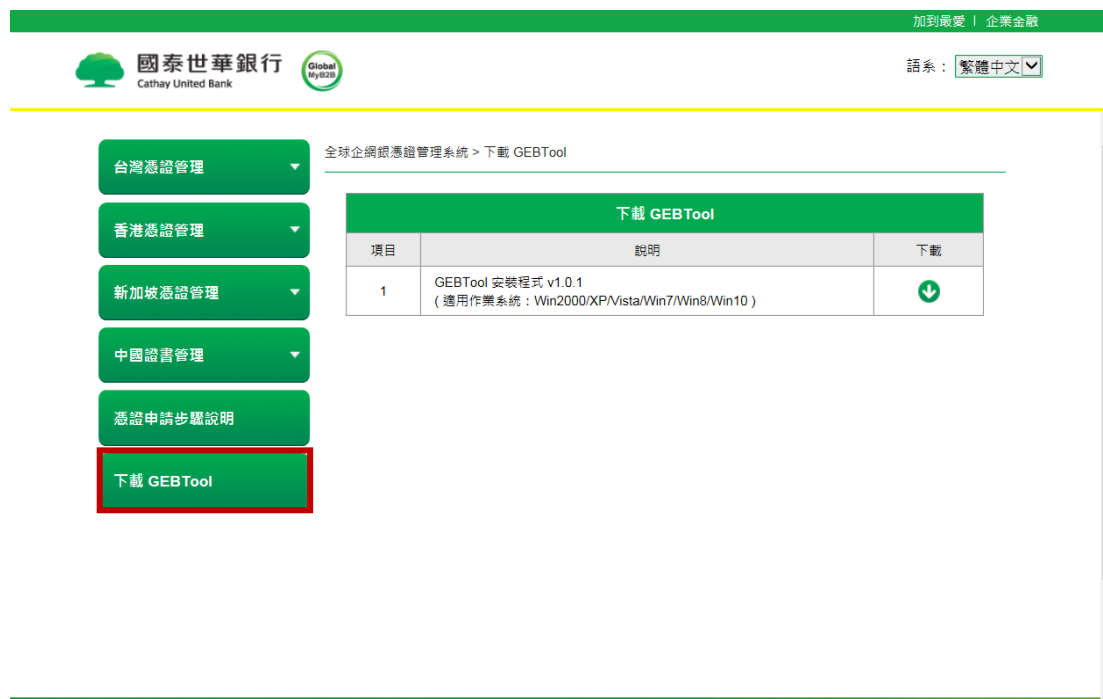 加到最愛 | 企業金融
國泰世華銀行
Cathay United Bank
Global
MyB2B
語系： 繁體中文
台灣憑證管理
香港憑證管理
新加坡憑證管理
中國證書管理
憑證申請步驟說明
下載 GEBTool
全球企網銀憑證管理系統 > 下載 GEBTool
下載 GEBTool
項目 說明 下載
1 GEBTool 安裝程式 v1.0.1
( 適用作業系統：Win2000/XP/Vista/Win7/Win8/Win10 )